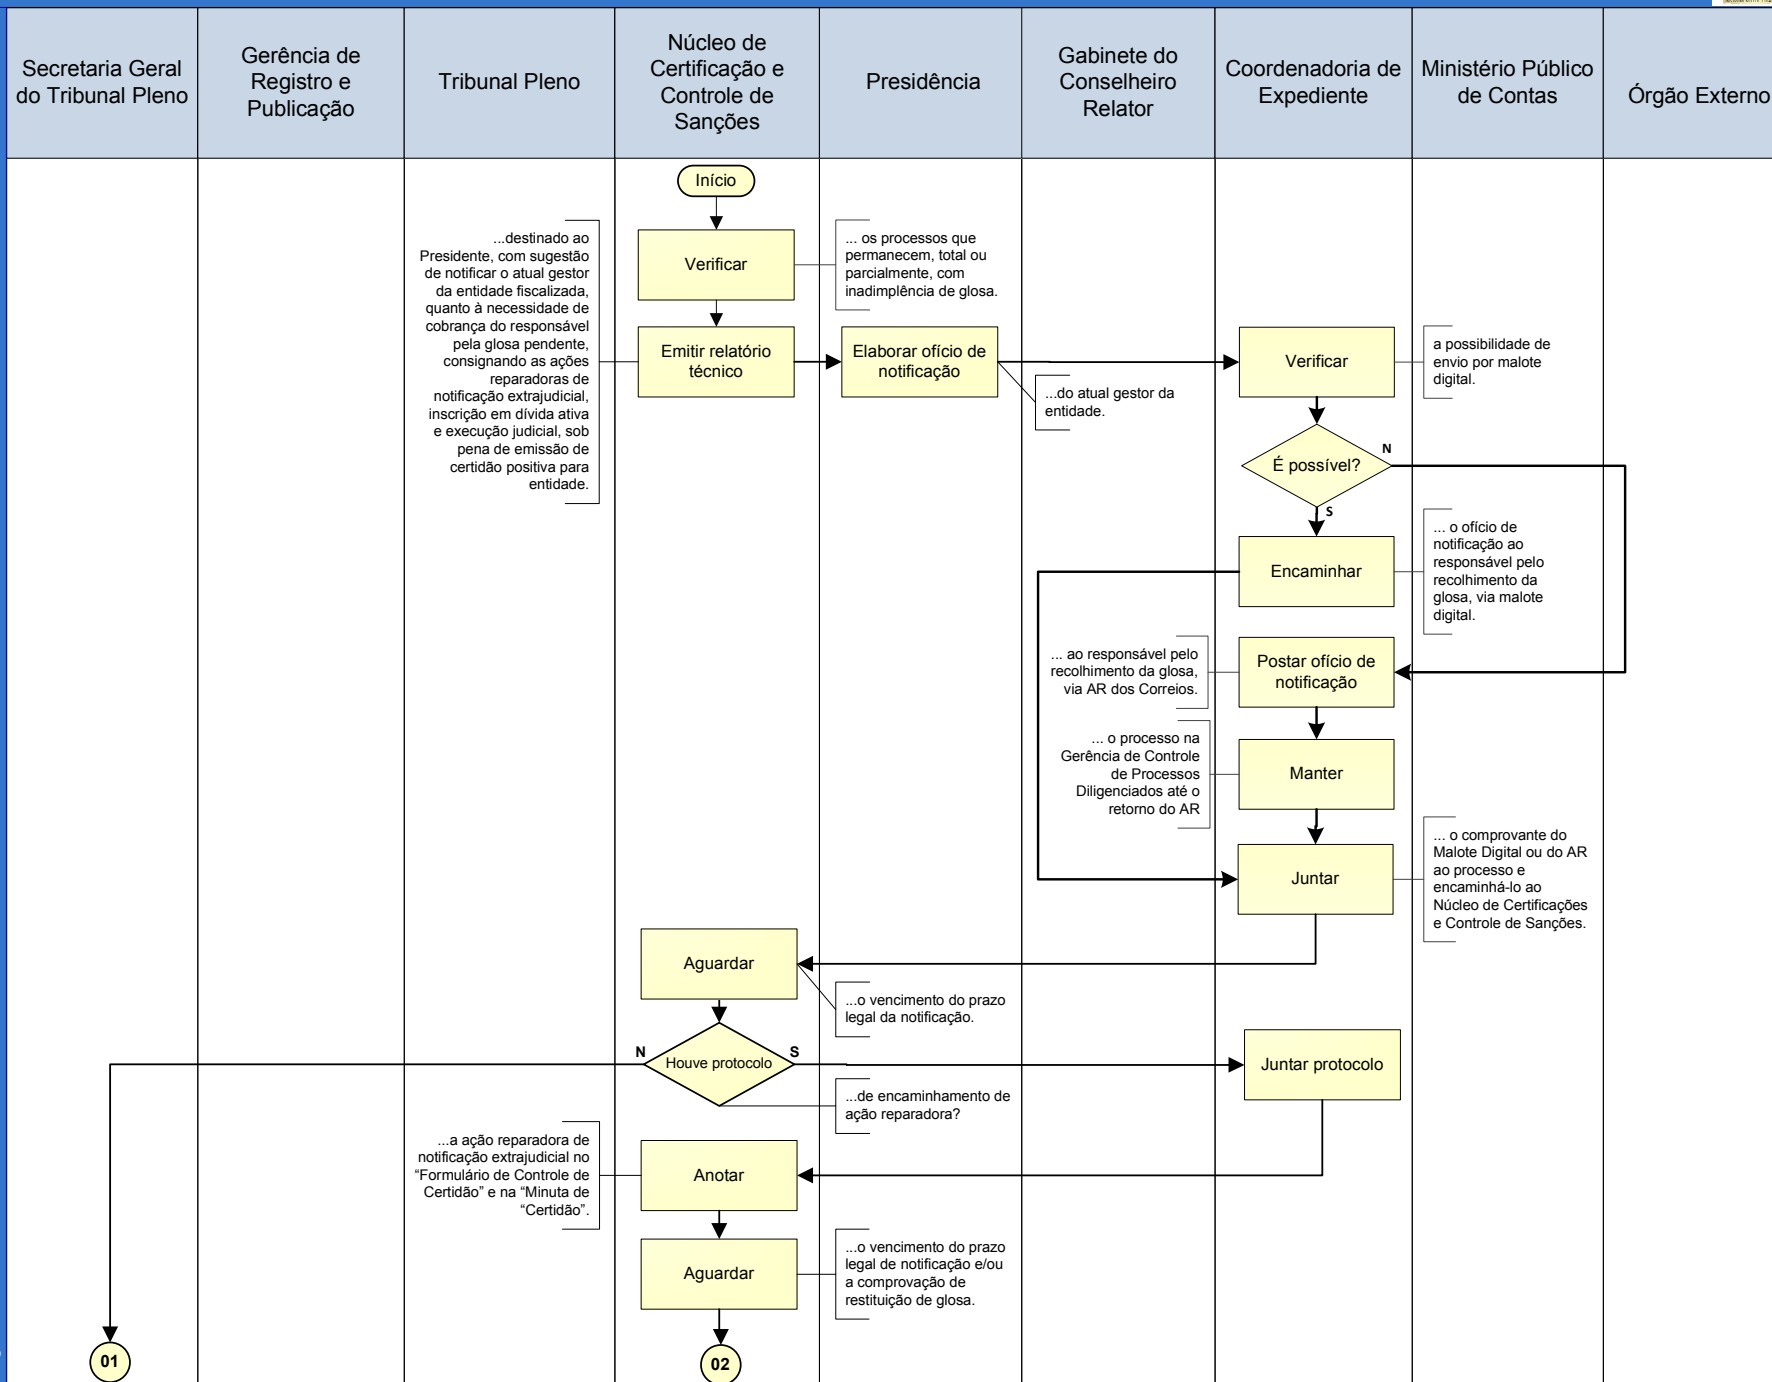 Secretaria Geral
do Tribunal Pleno
Gerência de
Registro e
Publicação
Tribunal Pleno
Núcleo de
Certificação e
Controle de
Sanções
Presidência
Gabinete do
Conselheiro
Relator
Coordenadoria de
Expediente
Ministério Público
de Contas
Órgão Externo
Início
Verificar
... os processos que
permanecem, total ou
parcialmente, com
inadimplência de glosa.
...destinado ao
Presidente, com sugestão
de notificar o atual gestor
da entidade fiscalizada,
quanto à necessidade de
cobrança do responsável
pela glosa pendente,
consignando as ações
reparadoras de
notificação extrajudicial,
inscrição em dívida ativa
e execução judicial, sob
pena de emissão de
certidão positiva para
entidade.
Emitir relatório
técnico
Elaborar ofício de
notificação
...do atual gestor da
entidade.
Verificar
a possibilidade de
envio por malote
digital.
É possível?
N
S
Encaminhar
... o ofício de
notificação ao
responsável pelo
recolhimento da
glosa, via malote
digital.
... ao responsável pelo
recolhimento da glosa,
via AR dos Correios.
Postar ofício de
notificação
... o processo na
Gerência de Controle
de Processos
Diligenciados até o
retorno do AR
Manter
Juntar
... o comprovante do
Malote Digital ou do AR
ao processo e
encaminhá-lo ao
Núcleo de Certificações
e Controle de Sanções.
Aguardar
...o vencimento do prazo
legal da notificação.
N
Houve protocolo
S
...de encaminhamento de
ação reparadora?
Juntar protocolo
...a ação reparadora de
notificação extrajudicial no
“Formulário de Controle de
Certidão” e na “Minuta de
“Certidão”.
Anotar
Aguardar
...o vencimento do prazo
legal de notificação e/ou
a comprovação de
restituição de glosa.
01
02